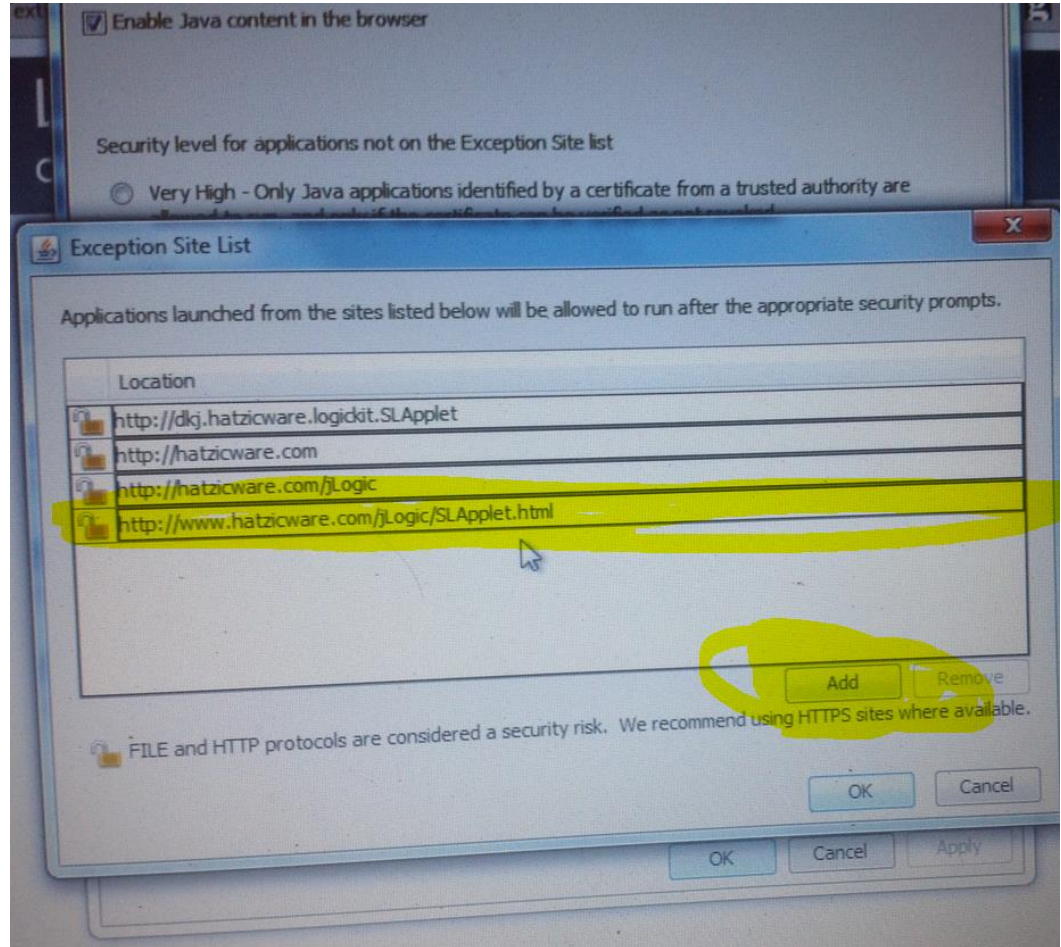 Enable Java content in the browser
Security level for applications not on the Exception Site list
Very High - Only Java applications identified by a certificate from a trusted authority are
Exception Site List
Applications launched from the sites listed below will be allowed to run after the appropriate security prompts.
Location
http://dkj.hatzicware.logickit.SLApplet
http://hatzicware.com
http://hatzicware.com/jLogic
http://www.hatzicware.com/jLogic/SLApplet.html
Add Remove
FILE and HTTP protocols are considered a security risk. We recommend using HTTPS sites where available.
OK Cancel
OK Cancel Apply